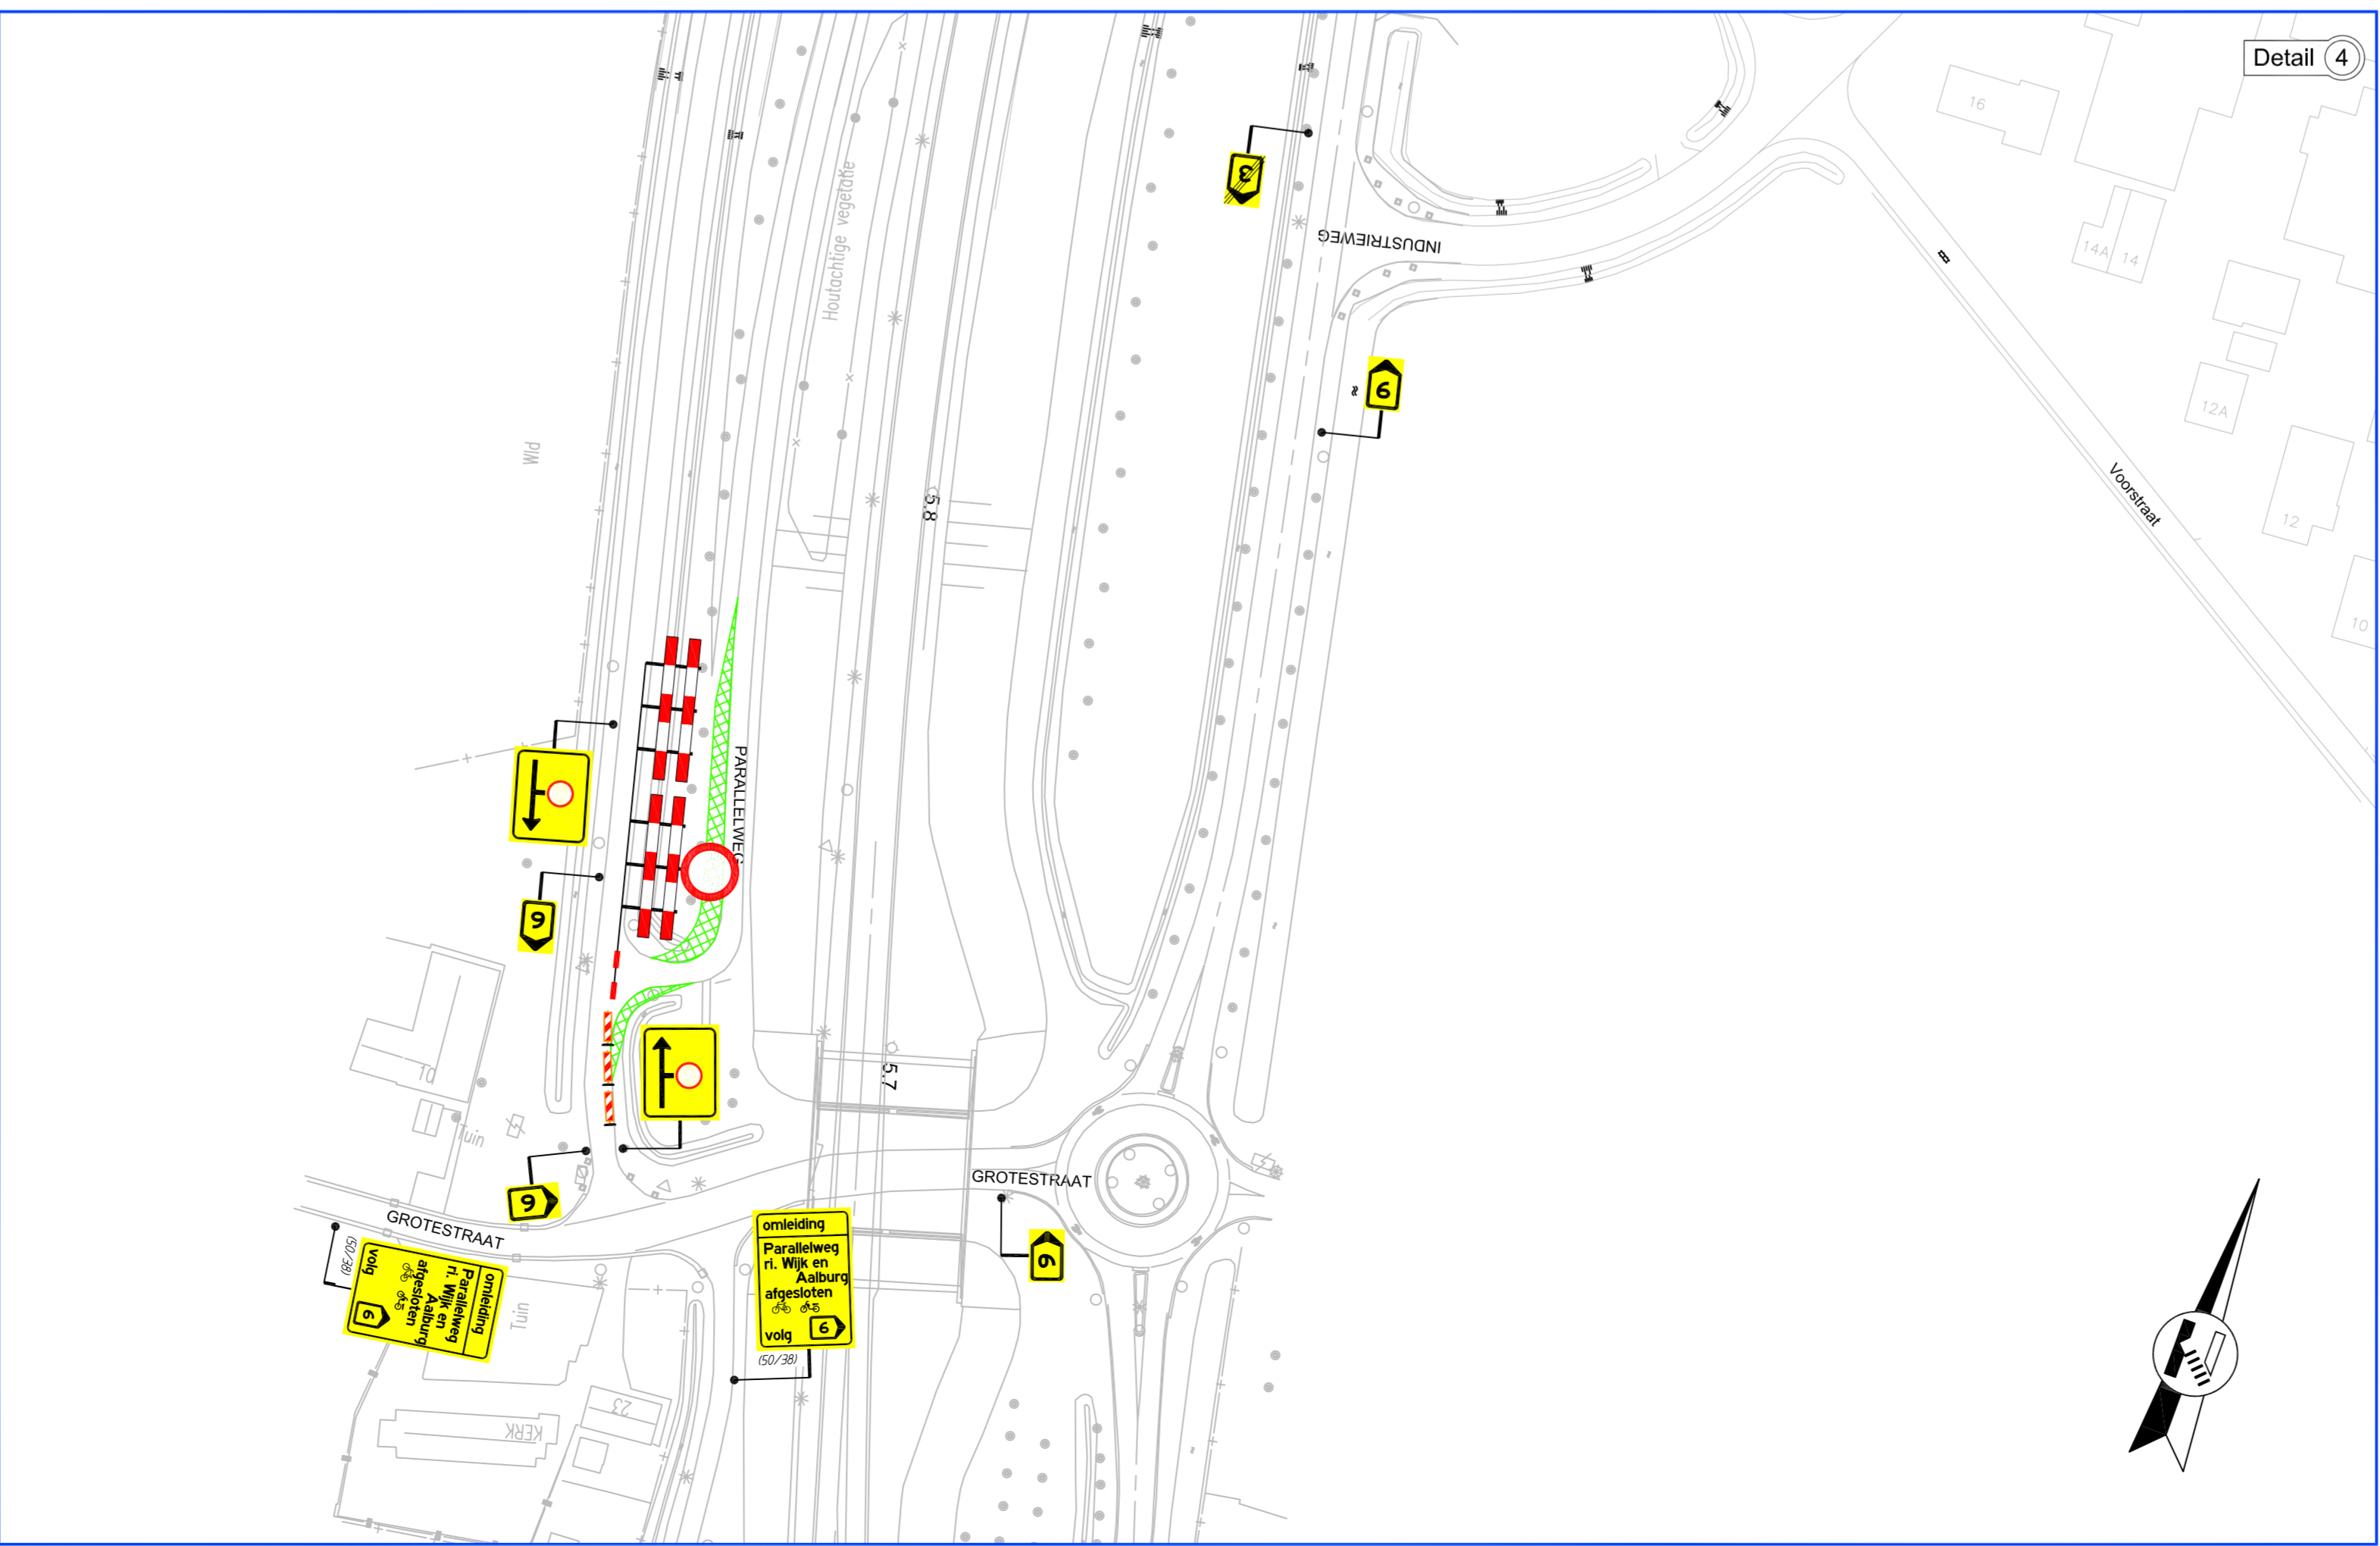 Detail 4
16
14A
14
12A
12
10
Voorstraat
Houtachtige vegetatie
3
INDUSTRIEWEG
6
Wld
5.8
PARALLELWEG
6
10
Tuin
5.7
6
GROTESTRAAT
GROTESTRAAT
6
(50/38)
omleiding
Parallelweg
ri. Wijk en
Aalburg
afgesloten
volg 6
omleiding
Parallelweg
ri. Wijk en
Aalburg
afgesloten
volg 6
(50/38)
Tuin
23
KERK